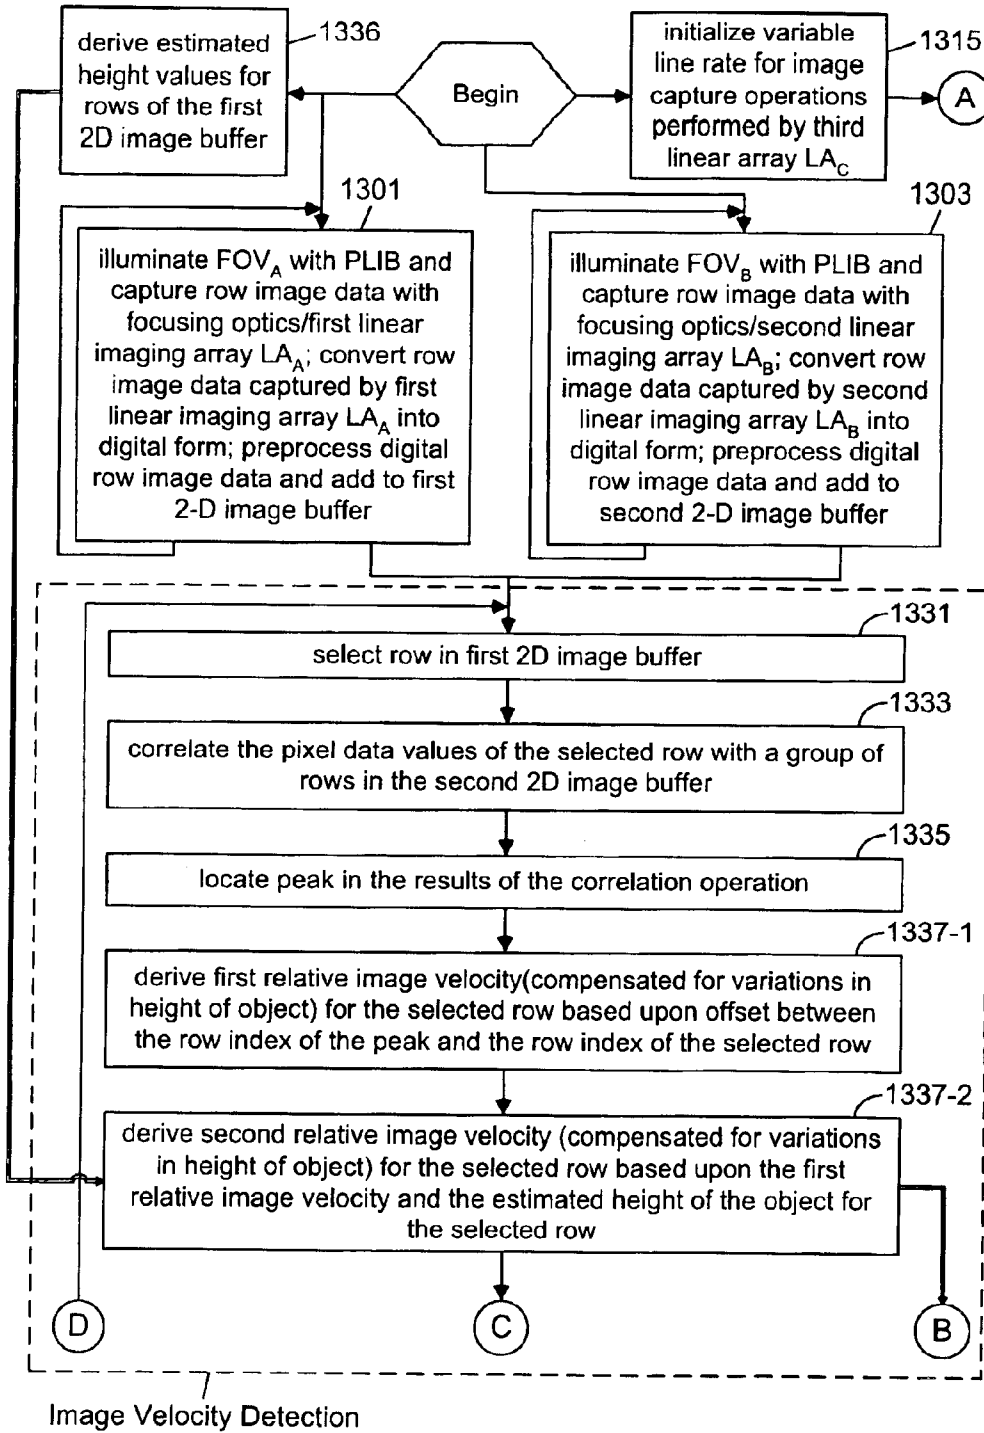 derive estimated
height values for
rows of the first
2D image buffer
1336
Begin
initialize variable
line rate for image
capture operations
performed by third
linear array LA_C
1315
A
1301
illuminate FOV_A with PLIB and
capture row image data with
focusing optics/first linear
imaging array LA_A; convert row
image data captured by first
linear imaging array LA_A into
digital form; preprocess digital
row image data and add to first
2-D image buffer
1303
illuminate FOV_B with PLIB and
capture row image data with
focusing optics/second linear
imaging array LA_B; convert row
image data captured by second
linear imaging array LA_B into
digital form; preprocess digital
row image data and add to
second 2-D image buffer
1331
select row in first 2D image buffer
1333
correlate the pixel data values of the selected row with a group of
rows in the second 2D image buffer
1335
locate peak in the results of the correlation operation
1337-1
derive first relative image velocity(compensated for variations in
height of object) for the selected row based upon offset between
the row index of the peak and the row index of the selected row
1337-2
derive second relative image velocity (compensated for variations
in height of object) for the selected row based upon the first
relative image velocity and the estimated height of the object for
the selected row
D
C
B
Image Velocity Detection